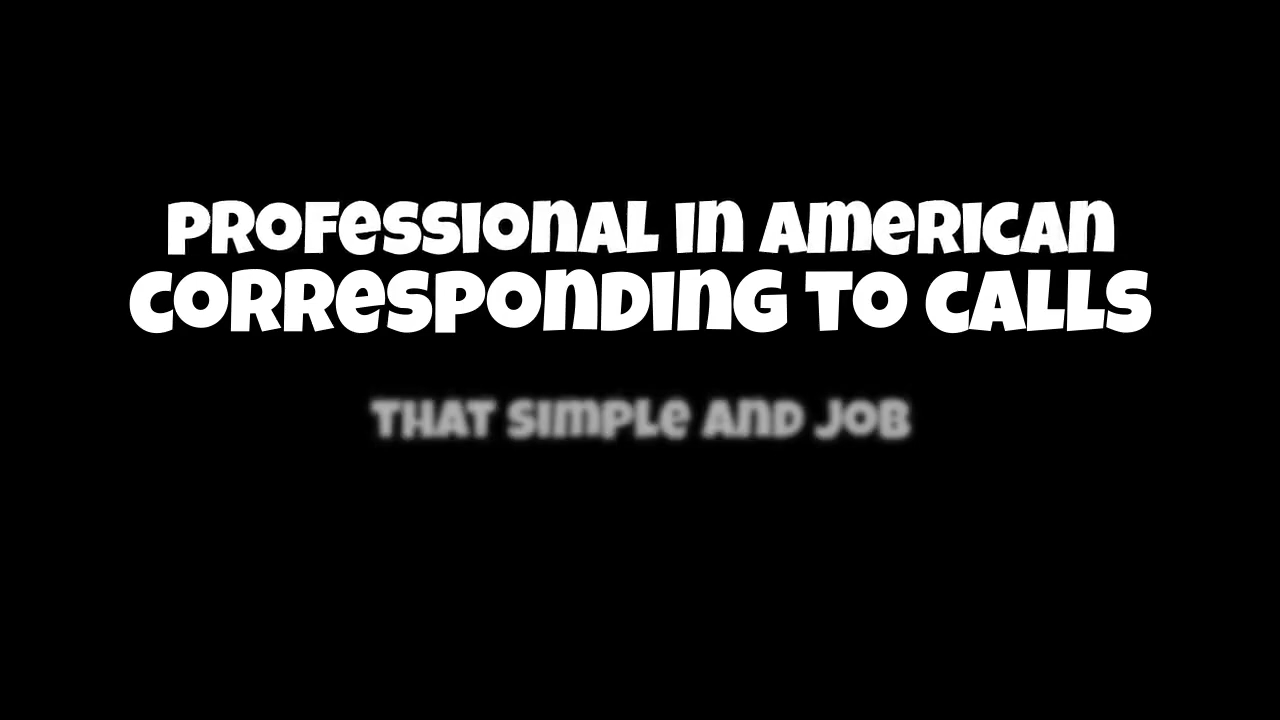 PROFESSIONAL IN AMERICAN
CORRESPONDING TO CALLS
THAT SIMPLE AND JOB